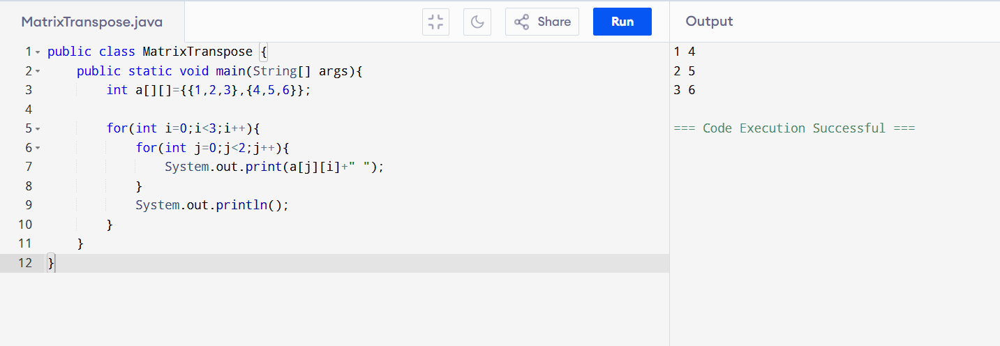 MatrixTranspose.java
Share
Run
Output
1 public class MatrixTranspose {
2     public static void main(String[] args){
3         int a[][]={{1,2,3},{4,5,6}};
4
5         for(int i=0;i<3;i++){
6             for(int j=0;j<2;j++){
7                 System.out.print(a[j][i]+" ");
8             }
9             System.out.println();
10         }
11     }
12 }
1 4
2 5
3 6
=== Code Execution Successful ===